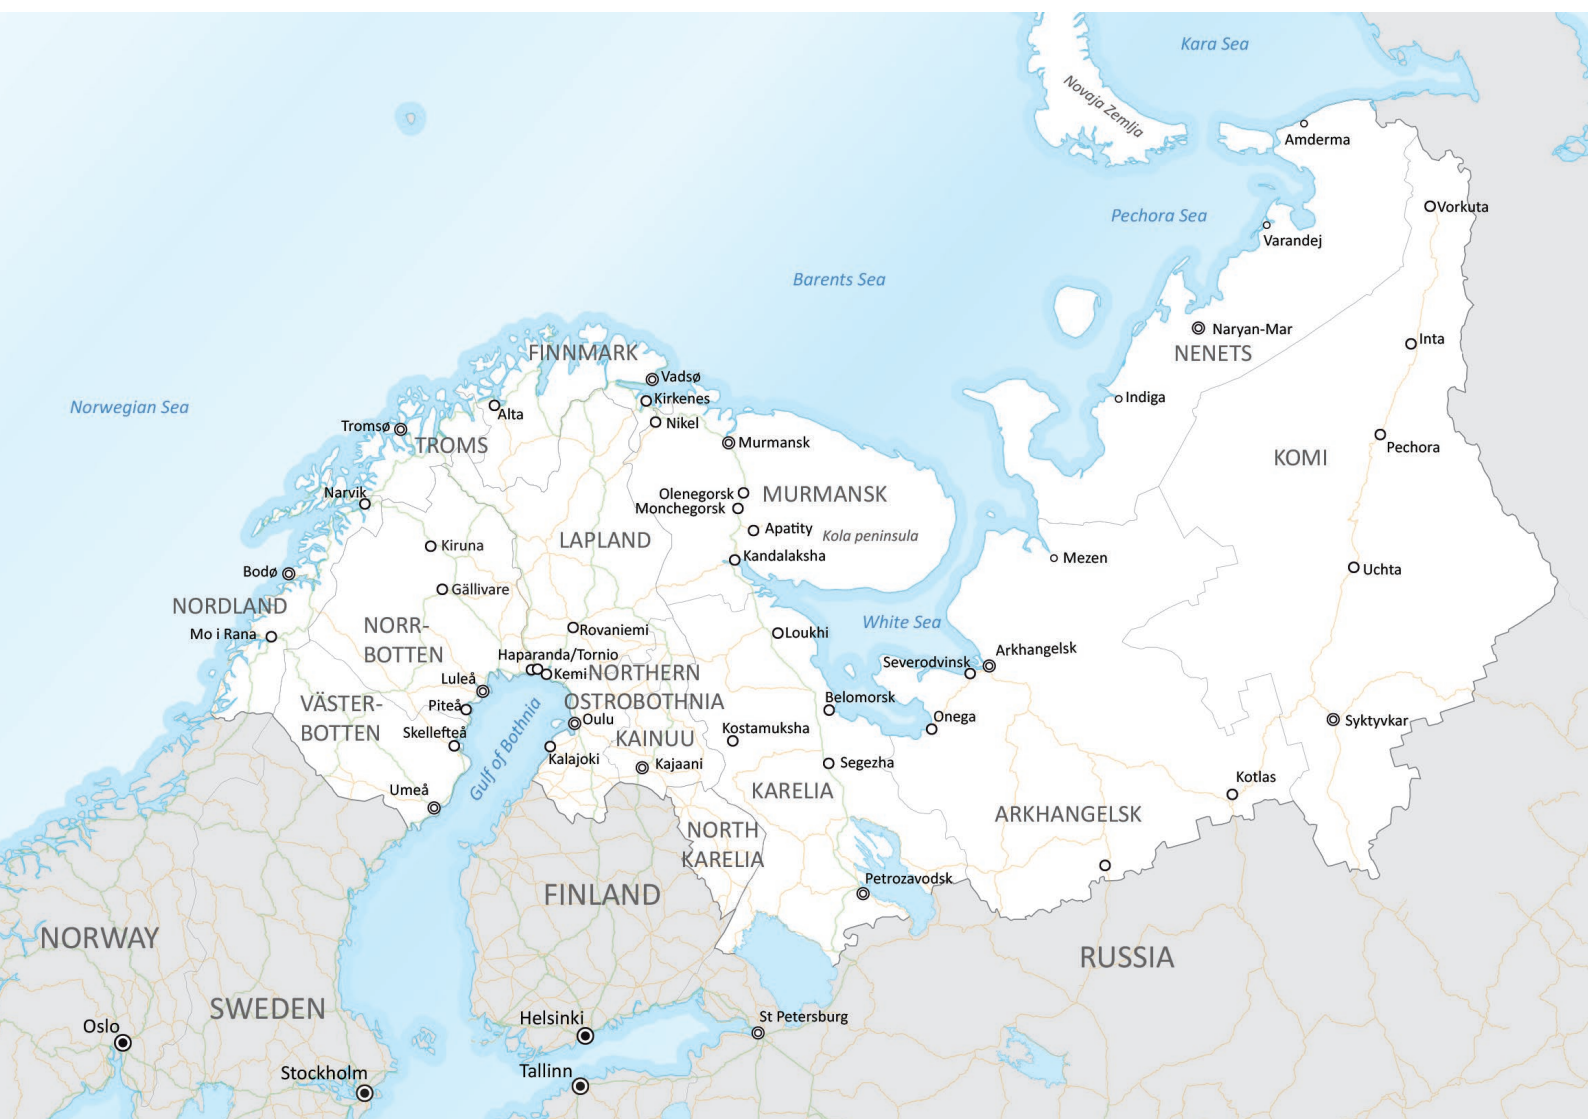 Kara Sea
Novaja Zemlja
Amderma
Vorkuta
Pechora Sea
Varandej
Barents Sea
Naryan-Mar
NENETS
Inta
FINNMARK
Vadsø
Kirkenes
Indiga
Norwegian Sea
Alta
Nikel
Tromsø
TROMS
Murmansk
Pechora
KOMI
Narvik
Olenegorsk
MURMANSK
Monchegorsk
Apatity
Kola peninsula
LAPLAND
Kiruna
Kandalaksha
Mezen
Bodø
Uchta
Gällivare
NORDLAND
White Sea
NORR-
BOTTEN
Mo i Rana
Rovaniemi
Loukhi
Haparanda/Tornio
Arkhangelsk
Severodvinsk
Kemi
NORTHERN
OSTROBOTHNIA
Luleå
Belomorsk
VÄSTER-
BOTTEN
Piteå
Onega
Oulu
Syktyvkar
Skellefteå
Kostamuksha
KAINUU
Gulf of Bothnia
Kalajoki
Kajaani
Segezha
Kotlas
Umeå
KARELIA
ARKHANGELSK
NORTH
KARELIA
Petrozavodsk
FINLAND
NORWAY
RUSSIA
SWEDEN
Oslo
Helsinki
St Petersburg
Stockholm
Tallinn